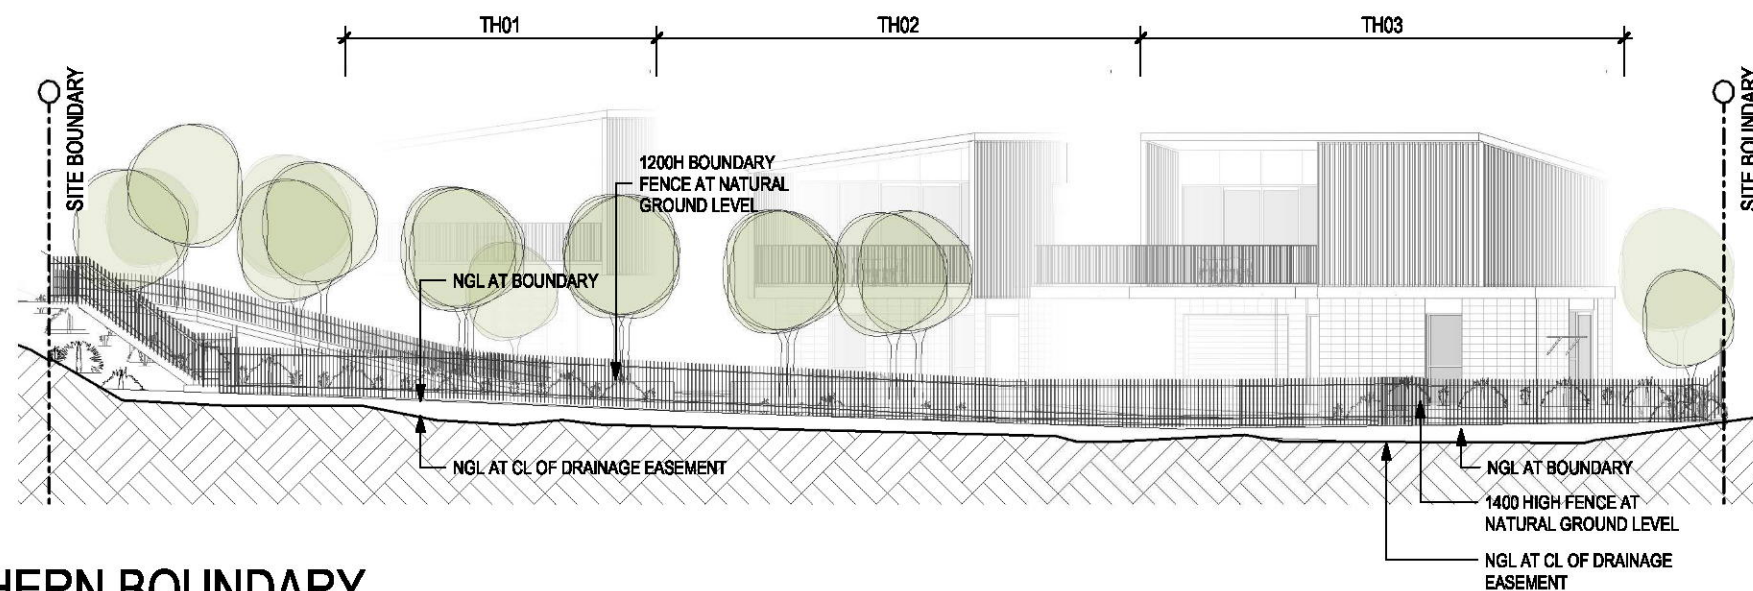 TH01
TH02
TH03
SITE BOUNDARY
SITE BOUNDARY
1200H BOUNDARY
FENCE AT NATURAL
GROUND LEVEL
NGL AT BOUNDARY
NGL AT CL OF DRAINAGE EASEMENT
NGL AT BOUNDARY
1400 HIGH FENCE AT
NATURAL GROUND LEVEL
NGL AT CL OF DRAINAGE
EASEMENT
HERN BOUNDARY